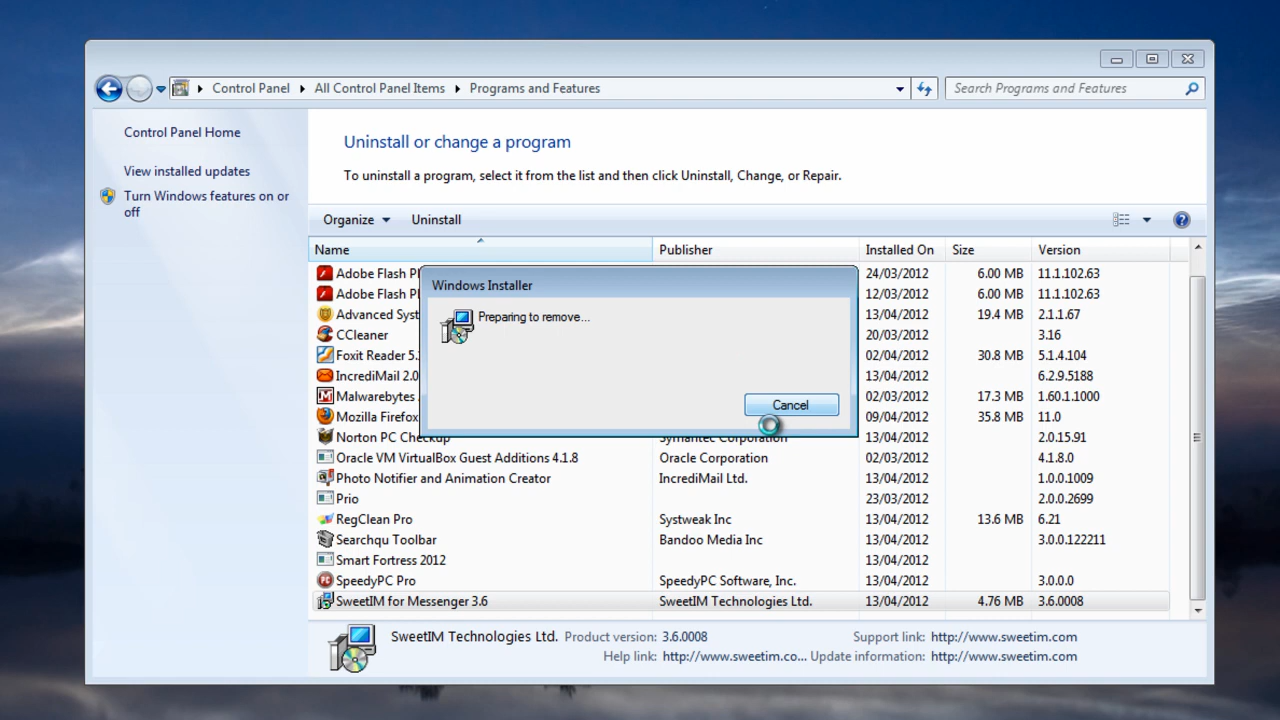 Control Panel All Control Panel Items Programs and Features Search Programs and Features
Control Panel Home
View installed updates
Turn Windows features on or
off
Uninstall or change a program
To uninstall a program, select it from the list and then click Uninstall, Change, or Repair.
Organize Uninstall
Name Publisher Installed On Size Version
Adobe Flash Pl 24/03/2012 6.00 MB 11.1.102.63
Adobe Flash Pl 12/03/2012 6.00 MB 11.1.102.63
Advanced Syst 13/04/2012 19.4 MB 2.1.1.67
CCleaner 20/03/2012 3.16
Foxit Reader 5. 02/04/2012 30.8 MB 5.1.4.104
IncrediMail 2.0 13/04/2012 6.2.9.5188
Malwarebytes 02/03/2012 17.3 MB 1.60.1.1000
Mozilla Firefox 09/04/2012 35.8 MB 11.0
Norton PC Checkup Symantec Corporation 13/04/2012 2.0.15.91
Oracle VM VirtualBox Guest Additions 4.1.8 Oracle Corporation 02/03/2012 4.1.8.0
Photo Notifier and Animation Creator IncrediMail Ltd. 13/04/2012 1.0.0.1009
Prio 23/03/2012 2.0.0.2699
RegClean Pro Systweak Inc 13/04/2012 13.6 MB 6.21
Searchqu Toolbar Bandoo Media Inc 13/04/2012 3.0.0.122211
Smart Fortress 2012 13/04/2012
SpeedyPC Pro SpeedyPC Software, Inc. 13/04/2012 3.0.0.0
SweetIM for Messenger 3.6 SweetIM Technologies Ltd. 13/04/2012 4.76 MB 3.6.0008
Windows Installer
Preparing to remove...
Cancel
SweetIM Technologies Ltd. Product version: 3.6.0008 Support link: http://www.sweetim.com
Help link: http://www.sweetim.co... Update information: http://www.sweetim.com